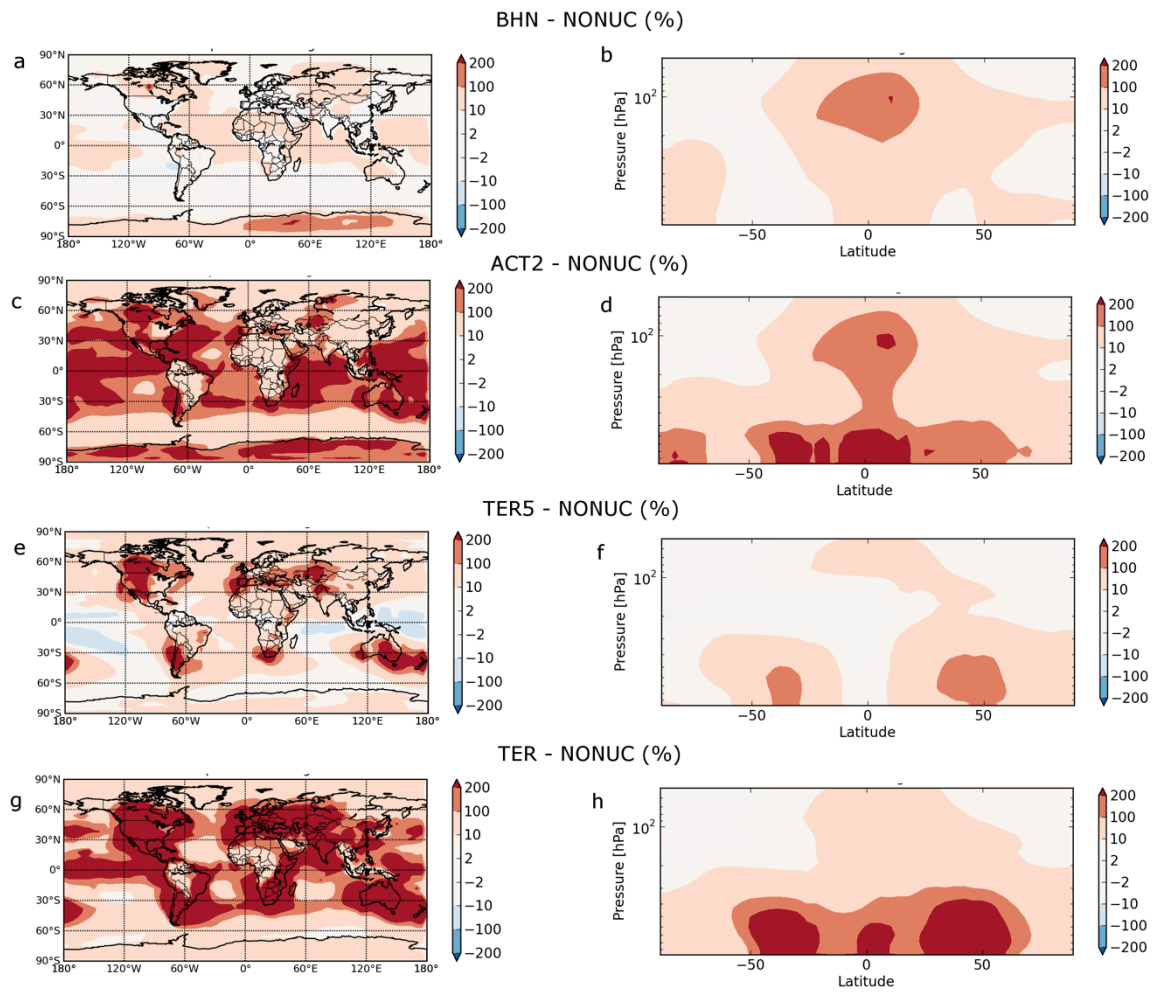 BHN - NONUC (%)
a
90°N
60°N
30°N
0°
30°S
60°S
90°S
180°
120°W
60°W
0°
60°E
120°E
180°
200
100
10
2
−2
−10
−100
−200
b
Pressure [hPa]
10²
−50
0
50
Latitude
200
100
10
2
−2
−10
−100
−200
ACT2 - NONUC (%)
c
90°N
60°N
30°N
0°
30°S
60°S
90°S
180°
120°W
60°W
0°
60°E
120°E
180°
200
100
10
2
−2
−10
−100
−200
d
Pressure [hPa]
10²
−50
0
50
Latitude
200
100
10
2
−2
−10
−100
−200
TER5 - NONUC (%)
e
90°N
60°N
30°N
0°
30°S
60°S
90°S
180°
120°W
60°W
0°
60°E
120°E
180°
200
100
10
2
−2
−10
−100
−200
f
Pressure [hPa]
10²
−50
0
50
Latitude
200
100
10
2
−2
−10
−100
−200
TER - NONUC (%)
g
90°N
60°N
30°N
0°
30°S
60°S
90°S
180°
120°W
60°W
0°
60°E
120°E
180°
200
100
10
2
−2
−10
−100
−200
h
Pressure [hPa]
10²
−50
0
50
Latitude
200
100
10
2
−2
−10
−100
−200